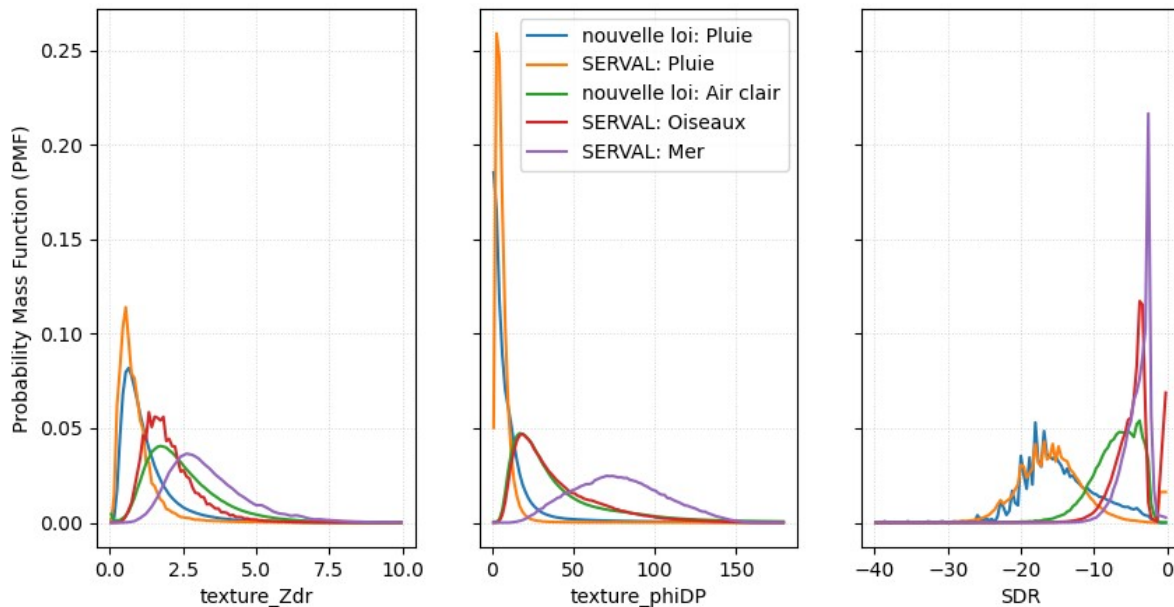 nouvelle loi: Pluie
SERVAL: Pluie
nouvelle loi: Air clair
SERVAL: Oiseaux
SERVAL: Mer
Probability Mass Function (PMF)
0.25
0.20
0.15
0.10
0.05
0.00
0.0 2.5 5.0 7.5 10.0
texture_Zdr
0 50 100 150
texture_phiDP
−40 −30 −20 −10 0
SDR